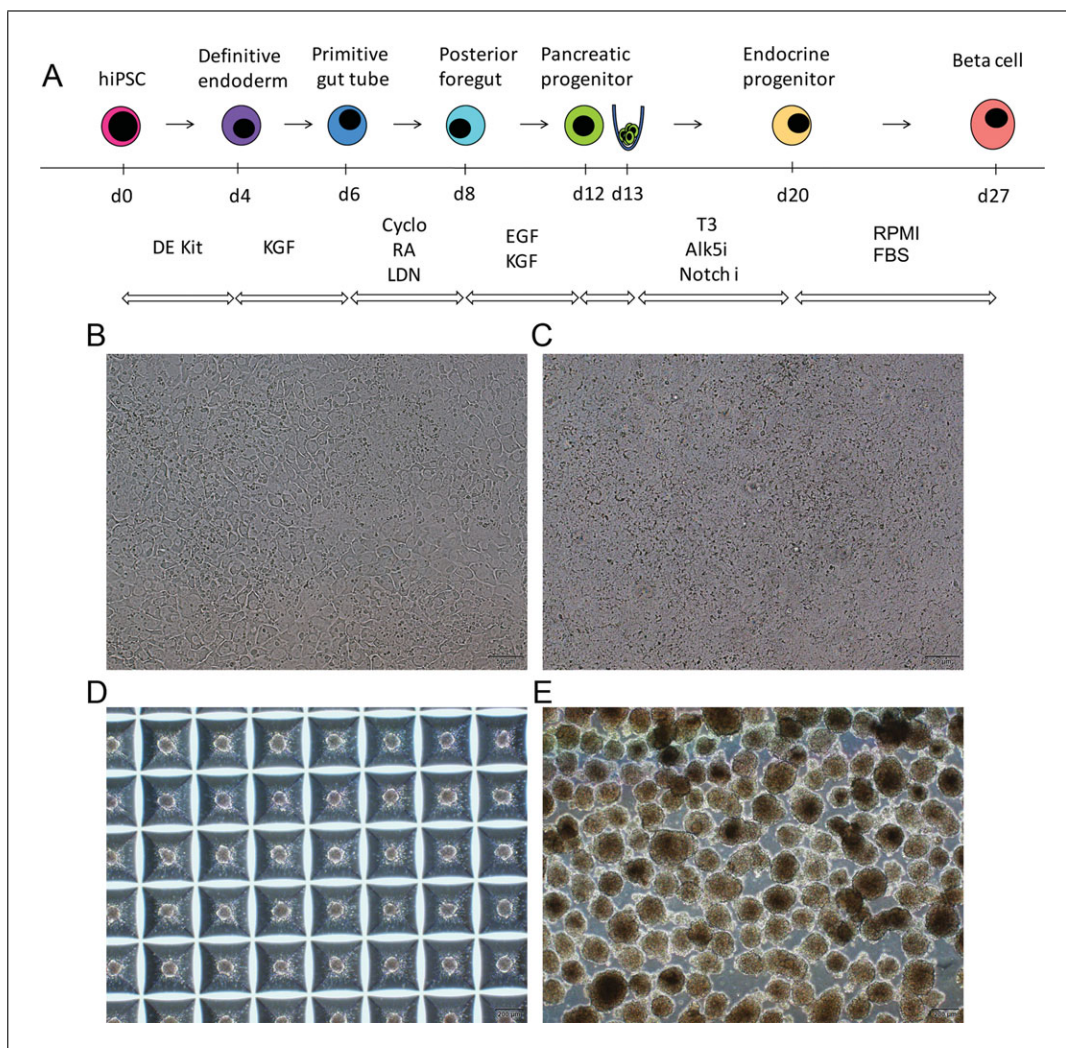 A
hiPSC
Definitive
endoderm
Primitive
gut tube
Posterior
foregut
Pancreatic
progenitor
Endocrine
progenitor
Beta cell
d0
d4
d6
d8
d12
d13
d20
d27
DE Kit
KGF
Cyclo
RA
LDN
EGF
KGF
T3
Alk5i
Notch i
RPMI
FBS
B
C
D
E